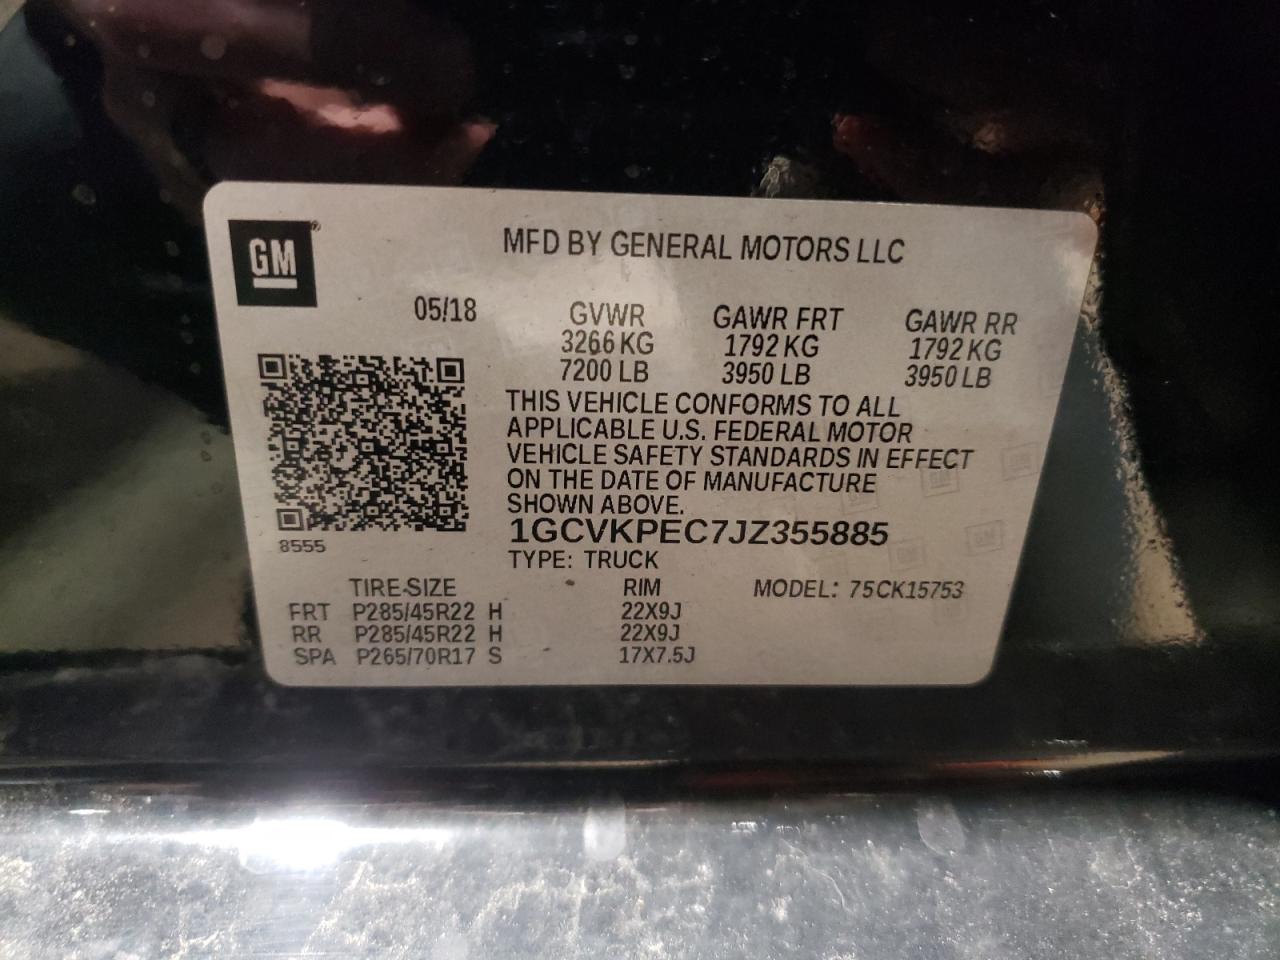 GM®
MFD BY GENERAL MOTORS LLC
05/18 GVWR GAWR FRT GAWR RR
3266 KG 1792 KG 1792 KG
7200 LB 3950 LB 3950 LB
THIS VEHICLE CONFORMS TO ALL
APPLICABLE U.S. FEDERAL MOTOR
VEHICLE SAFETY STANDARDS IN EFFECT
ON THE DATE OF MANUFACTURE
SHOWN ABOVE.
1GCVKPEC7JZ355885
8555
TYPE: TRUCK
TIRE-SIZE RIM MODEL: 75CK15753
FRT P285/45R22 H 22X9J
RR P285/45R22 H 22X9J
SPA P265/70R17 S 17X7.5J